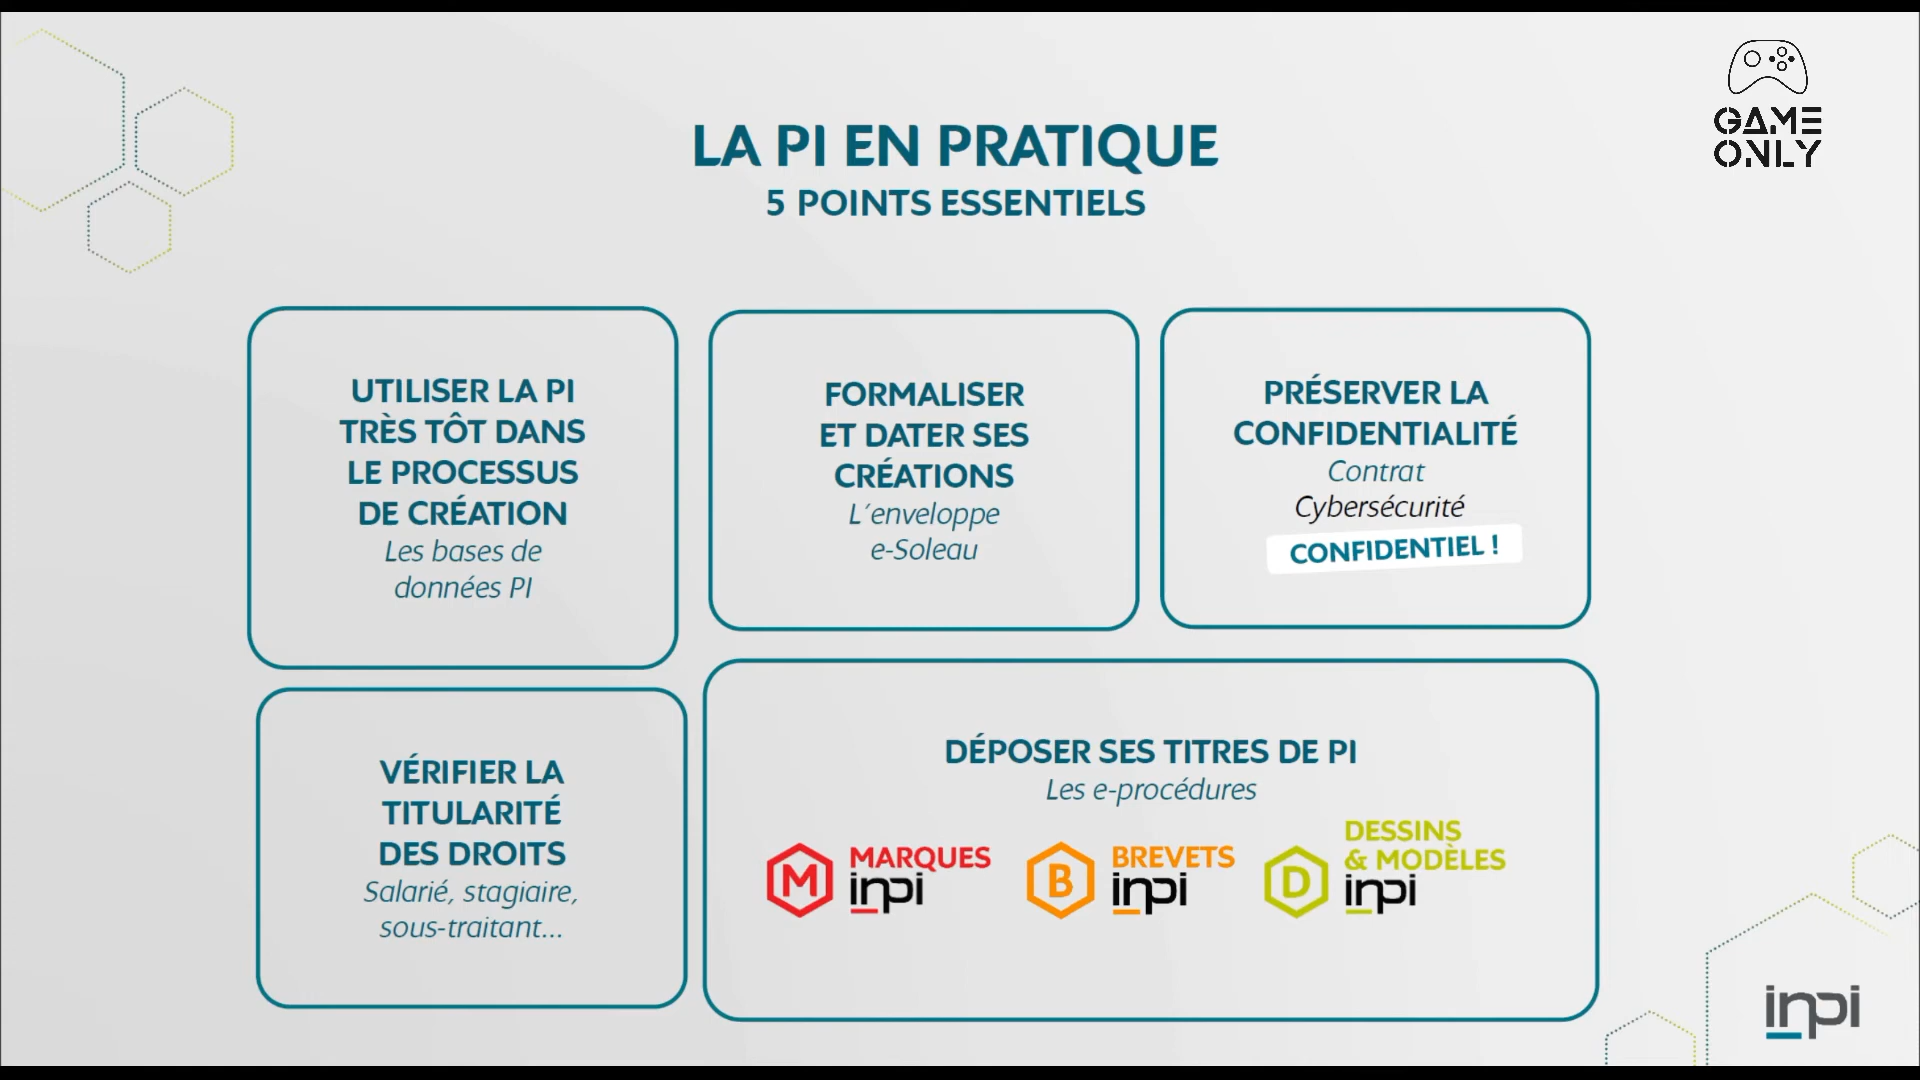 GAME
ONLY
LA PI EN PRATIQUE
5 POINTS ESSENTIELS
UTILISER LA PI
TRÈS TÔT DANS
LE PROCESSUS
DE CRÉATION
Les bases de
données PI
FORMALISER
ET DATER SES
CRÉATIONS
L'enveloppe
e-Soleau
PRÉSERVER LA
CONFIDENTIALITÉ
Contrat
Cybersécurité
CONFIDENTIEL !
VÉRIFIER LA
TITULARITÉ
DES DROITS
Salarié, stagiaire,
sous-traitant...
DÉPOSER SES TITRES DE PI
Les e-procédures
M MARQUES
inpi
B BREVETS
inpi
D DESSINS
& MODÈLES
inpi
inpi